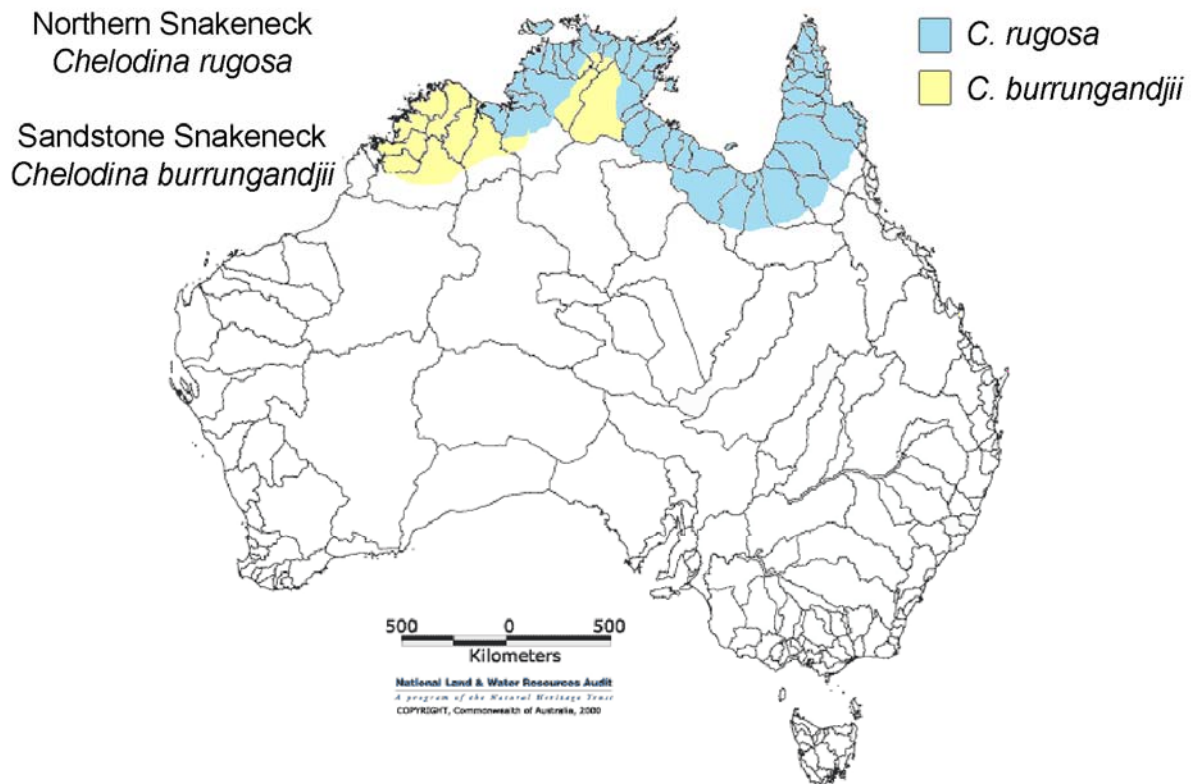 Northern Snakeneck
Chelodina rugosa
Sandstone Snakeneck
Chelodina burrungandjii
C. rugosa
C. burrungandjii
500 0 500
Kilometers
National Land & Water Resources Audit
A program of the Natural Heritage Trust
COPYRIGHT, Commonwealth of Australia, 2000